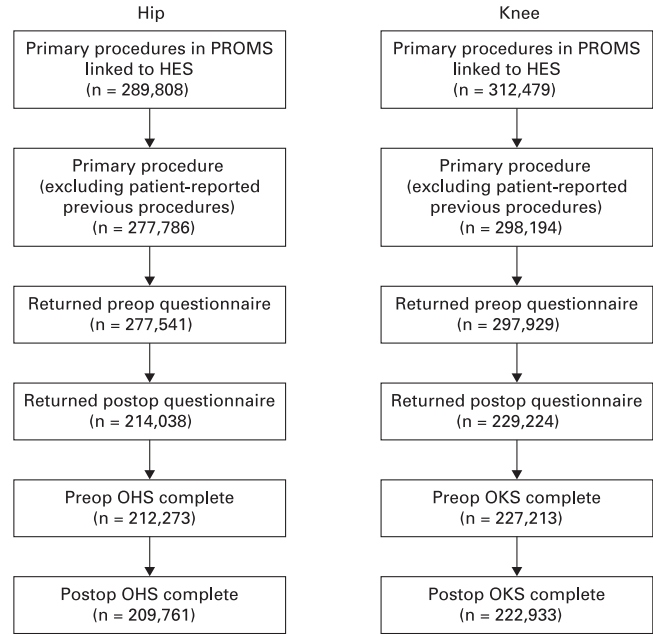 Hip
Primary procedures in PROMS
linked to HES
(n = 289,808)
Primary procedure
(excluding patient-reported
previous procedures)
(n = 277,786)
Returned preop questionnaire
(n = 277,541)
Returned postop questionnaire
(n = 214,038)
Preop OHS complete
(n = 212,273)
Postop OHS complete
(n = 209,761)
Knee
Primary procedures in PROMS
linked to HES
(n = 312,479)
Primary procedure
(excluding patient-reported
previous procedures)
(n = 298,194)
Returned preop questionnaire
(n = 297,929)
Returned postop questionnaire
(n = 229,224)
Preop OKS complete
(n = 227,213)
Postop OKS complete
(n = 222,933)